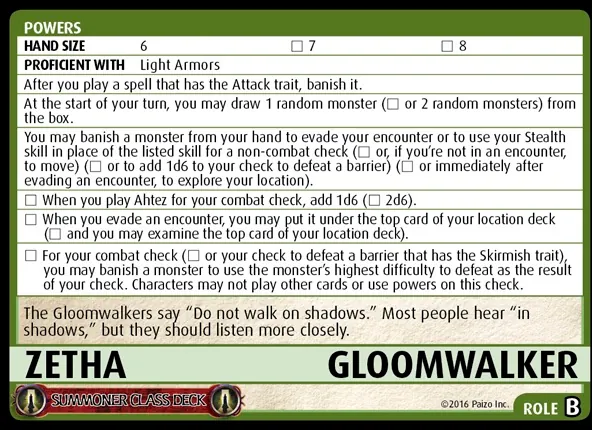 POWERS
HAND SIZE 6 ☐ 7 ☐ 8
PROFICIENT WITH Light Armors
After you play a spell that has the Attack trait, banish it.
At the start of your turn, you may draw 1 random monster (☐ or 2 random monsters) from
the box.
You may banish a monster from your hand to evade your encounter or to use your Stealth
skill in place of the listed skill for a non-combat check (☐ or, if you're not in an encounter,
to move) (☐ or to add 1d6 to your check to defeat a barrier) (☐ or immediately after
evading an encounter, to explore your location).
☐ When you play Ahtez for your combat check, add 1d6 (☐ 2d6).
☐ When you evade an encounter, you may put it under the top card of your location deck
(☐ and you may examine the top card of your location deck).
☐ For your combat check (☐ or your check to defeat a barrier that has the Skirmish trait),
you may banish a monster to use the monster's highest difficulty to defeat as the result
of your check. Characters may not play other cards or use powers on this check.
The Gloomwalkers say “Do not walk on shadows.” Most people hear “in
shadows,” but they should listen more closely.
ZETHA GLOOMWALKER
SUMMONER CLASS DECK
©2016 Paizo Inc. ROLE B